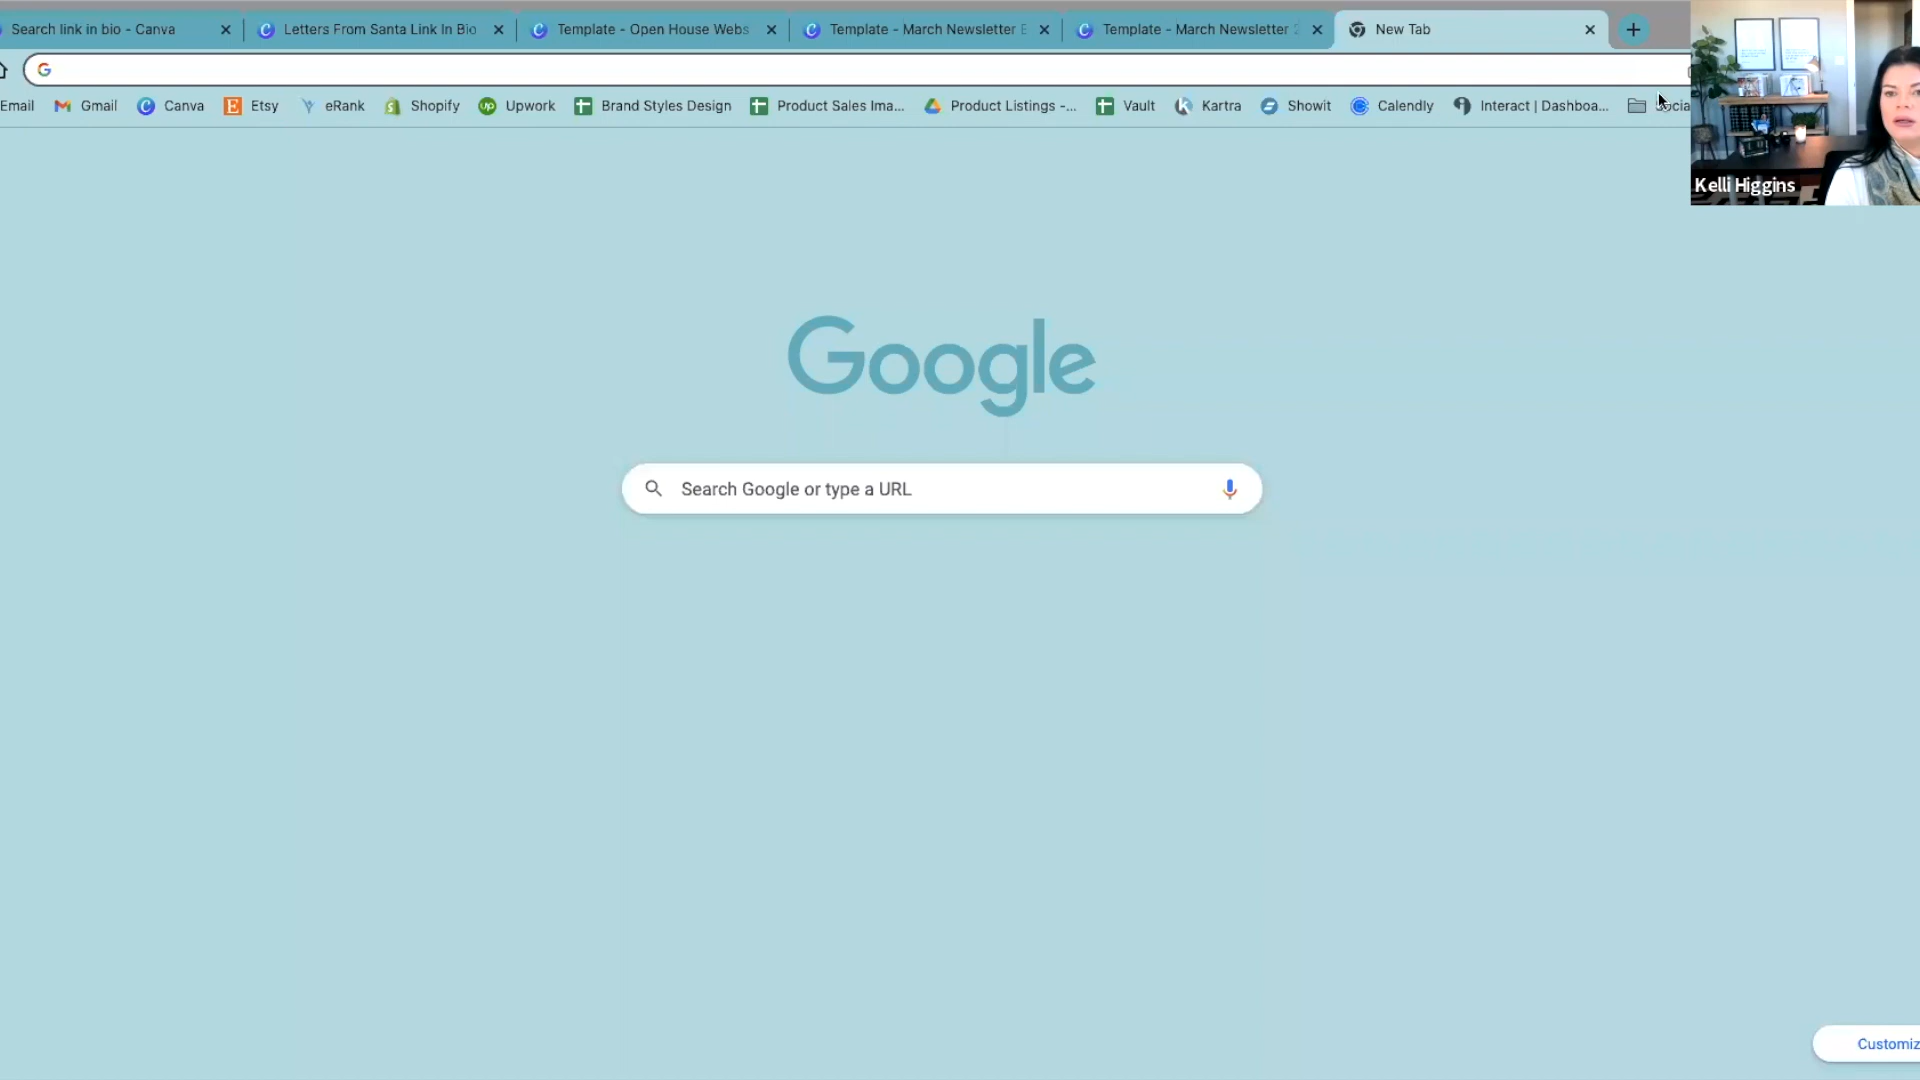 Search link in bio - Canva
Letters From Santa Link In Bio
Template - Open House Webs
Template - March Newsletter E
Template - March Newsletter
New Tab
Email
Gmail
Canva
Etsy
eRank
Shopify
Upwork
Brand Styles Design
Product Sales Ima...
Product Listings -...
Vault
Kartra
Showit
Calendly
Interact | Dashboa...
Kelli Higgins
Google
Search Google or type a URL
Customiz